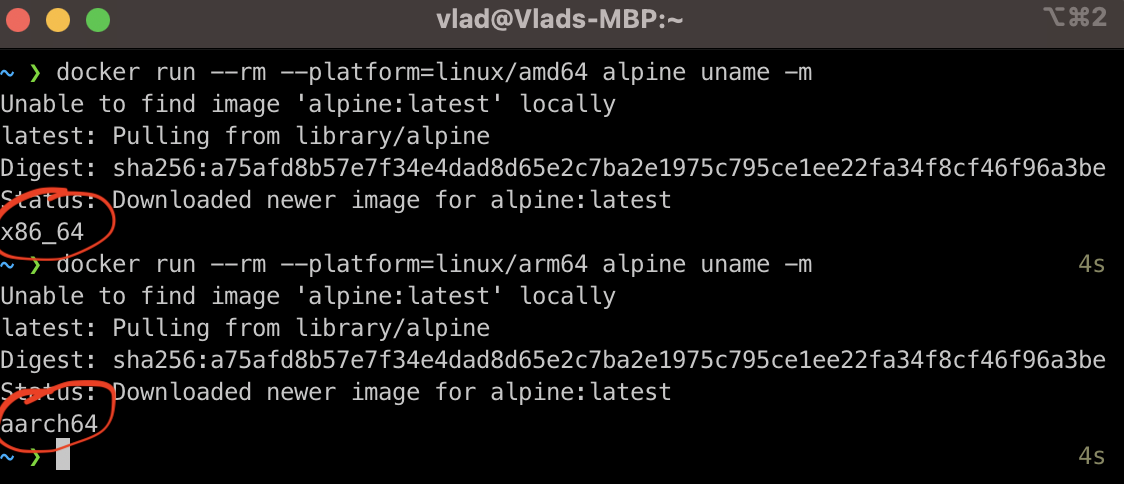 vlad@Vlads-MBP:~ ⌥⌘2
~ ❯ docker run --rm --platform=linux/amd64 alpine uname -m
Unable to find image 'alpine:latest' locally
latest: Pulling from library/alpine
Digest: sha256:a75afd8b57e7f34e4dad8d65e2c7ba2e1975c795ce1ee22fa34f8cf46f96a3be
Status: Downloaded newer image for alpine:latest
x86_64
~ ❯ docker run --rm --platform=linux/arm64 alpine uname -m 4s
Unable to find image 'alpine:latest' locally
latest: Pulling from library/alpine
Digest: sha256:a75afd8b57e7f34e4dad8d65e2c7ba2e1975c795ce1ee22fa34f8cf46f96a3be
Status: Downloaded newer image for alpine:latest
aarch64
~ ❯ 4s